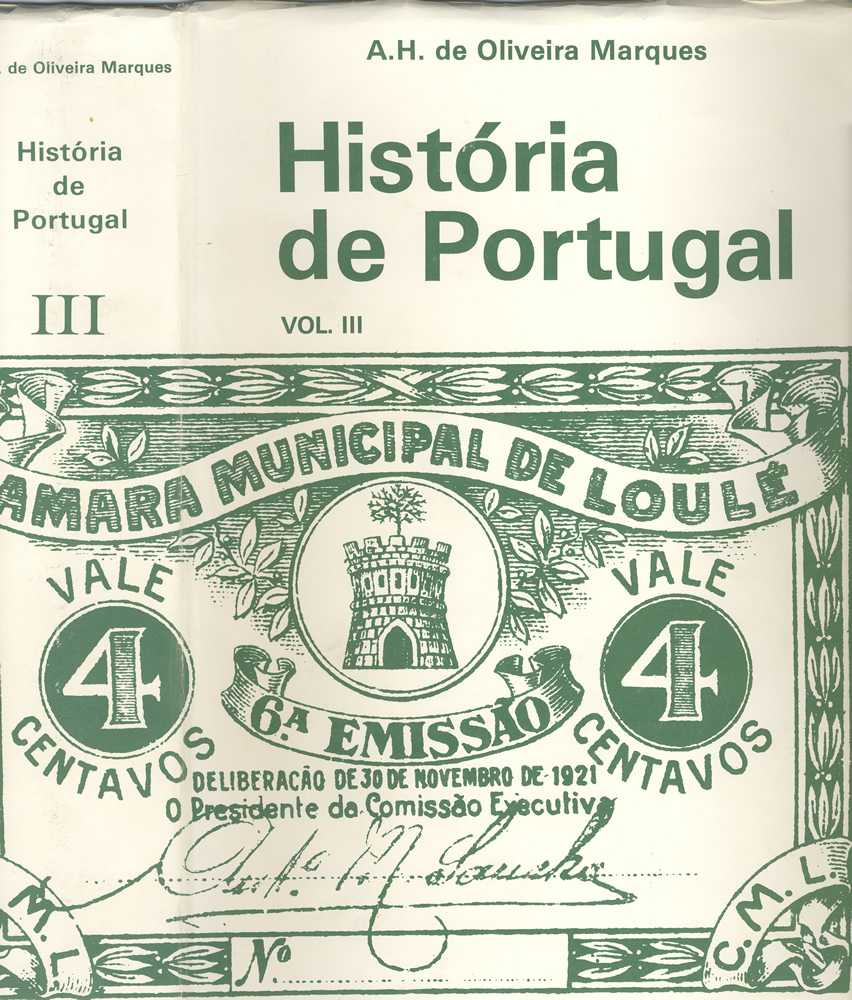 . de Oliveira Marques
História
de
Portugal
III
A.H. de Oliveira Marques
História
de Portugal
VOL. III
AMARA MUNICIPAL DE LOULÉ
VALE
4
CENTAVOS
VALE
4
CENTAVOS
6.ª EMISSÃO
DELIBERACÃO DE 30 DE NOVEMBRO DE 1921
O Presidente da Comissão Executiva
M. L
C. M. L.
Nº